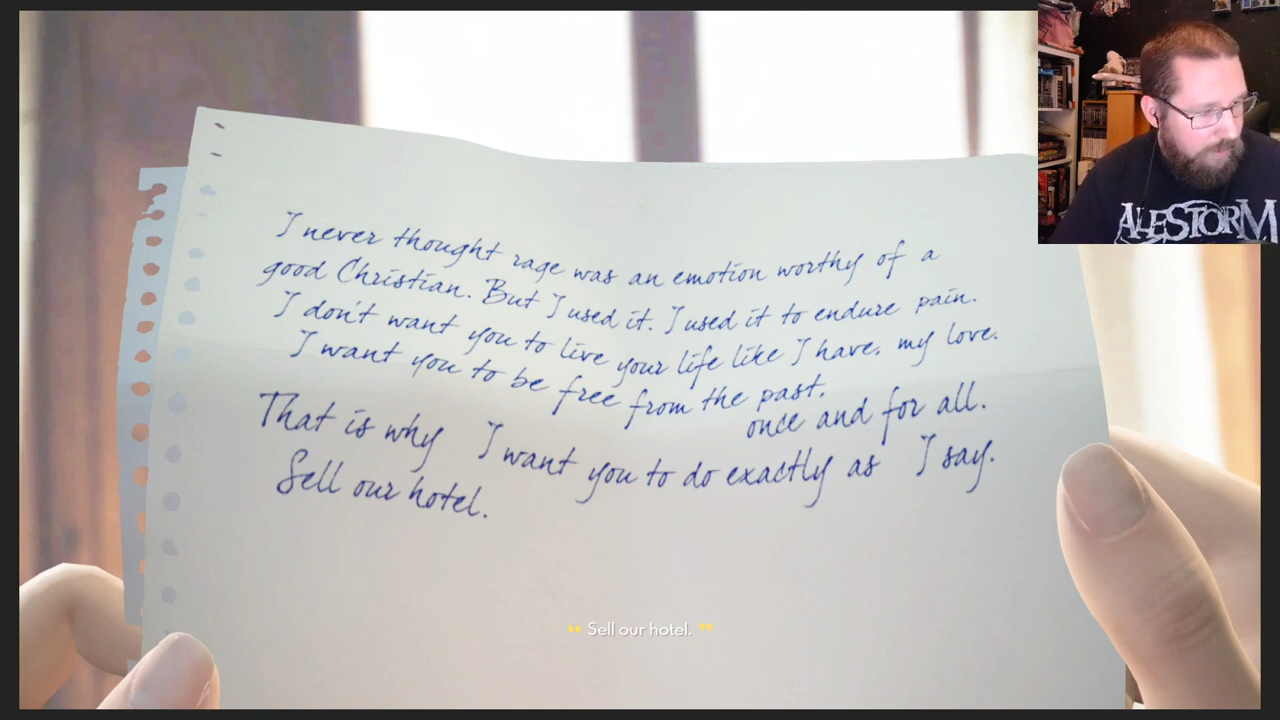 I never thought rage was an emotion worthy of a
good Christian. But I used it. I used it to endure pain.
I don't want you to live your life like I have, my love.
I want you to be free from the past,
once and for all.
That is why I want you to do exactly as I say.
Sell our hotel.
Sell our hotel.
ALESTORM